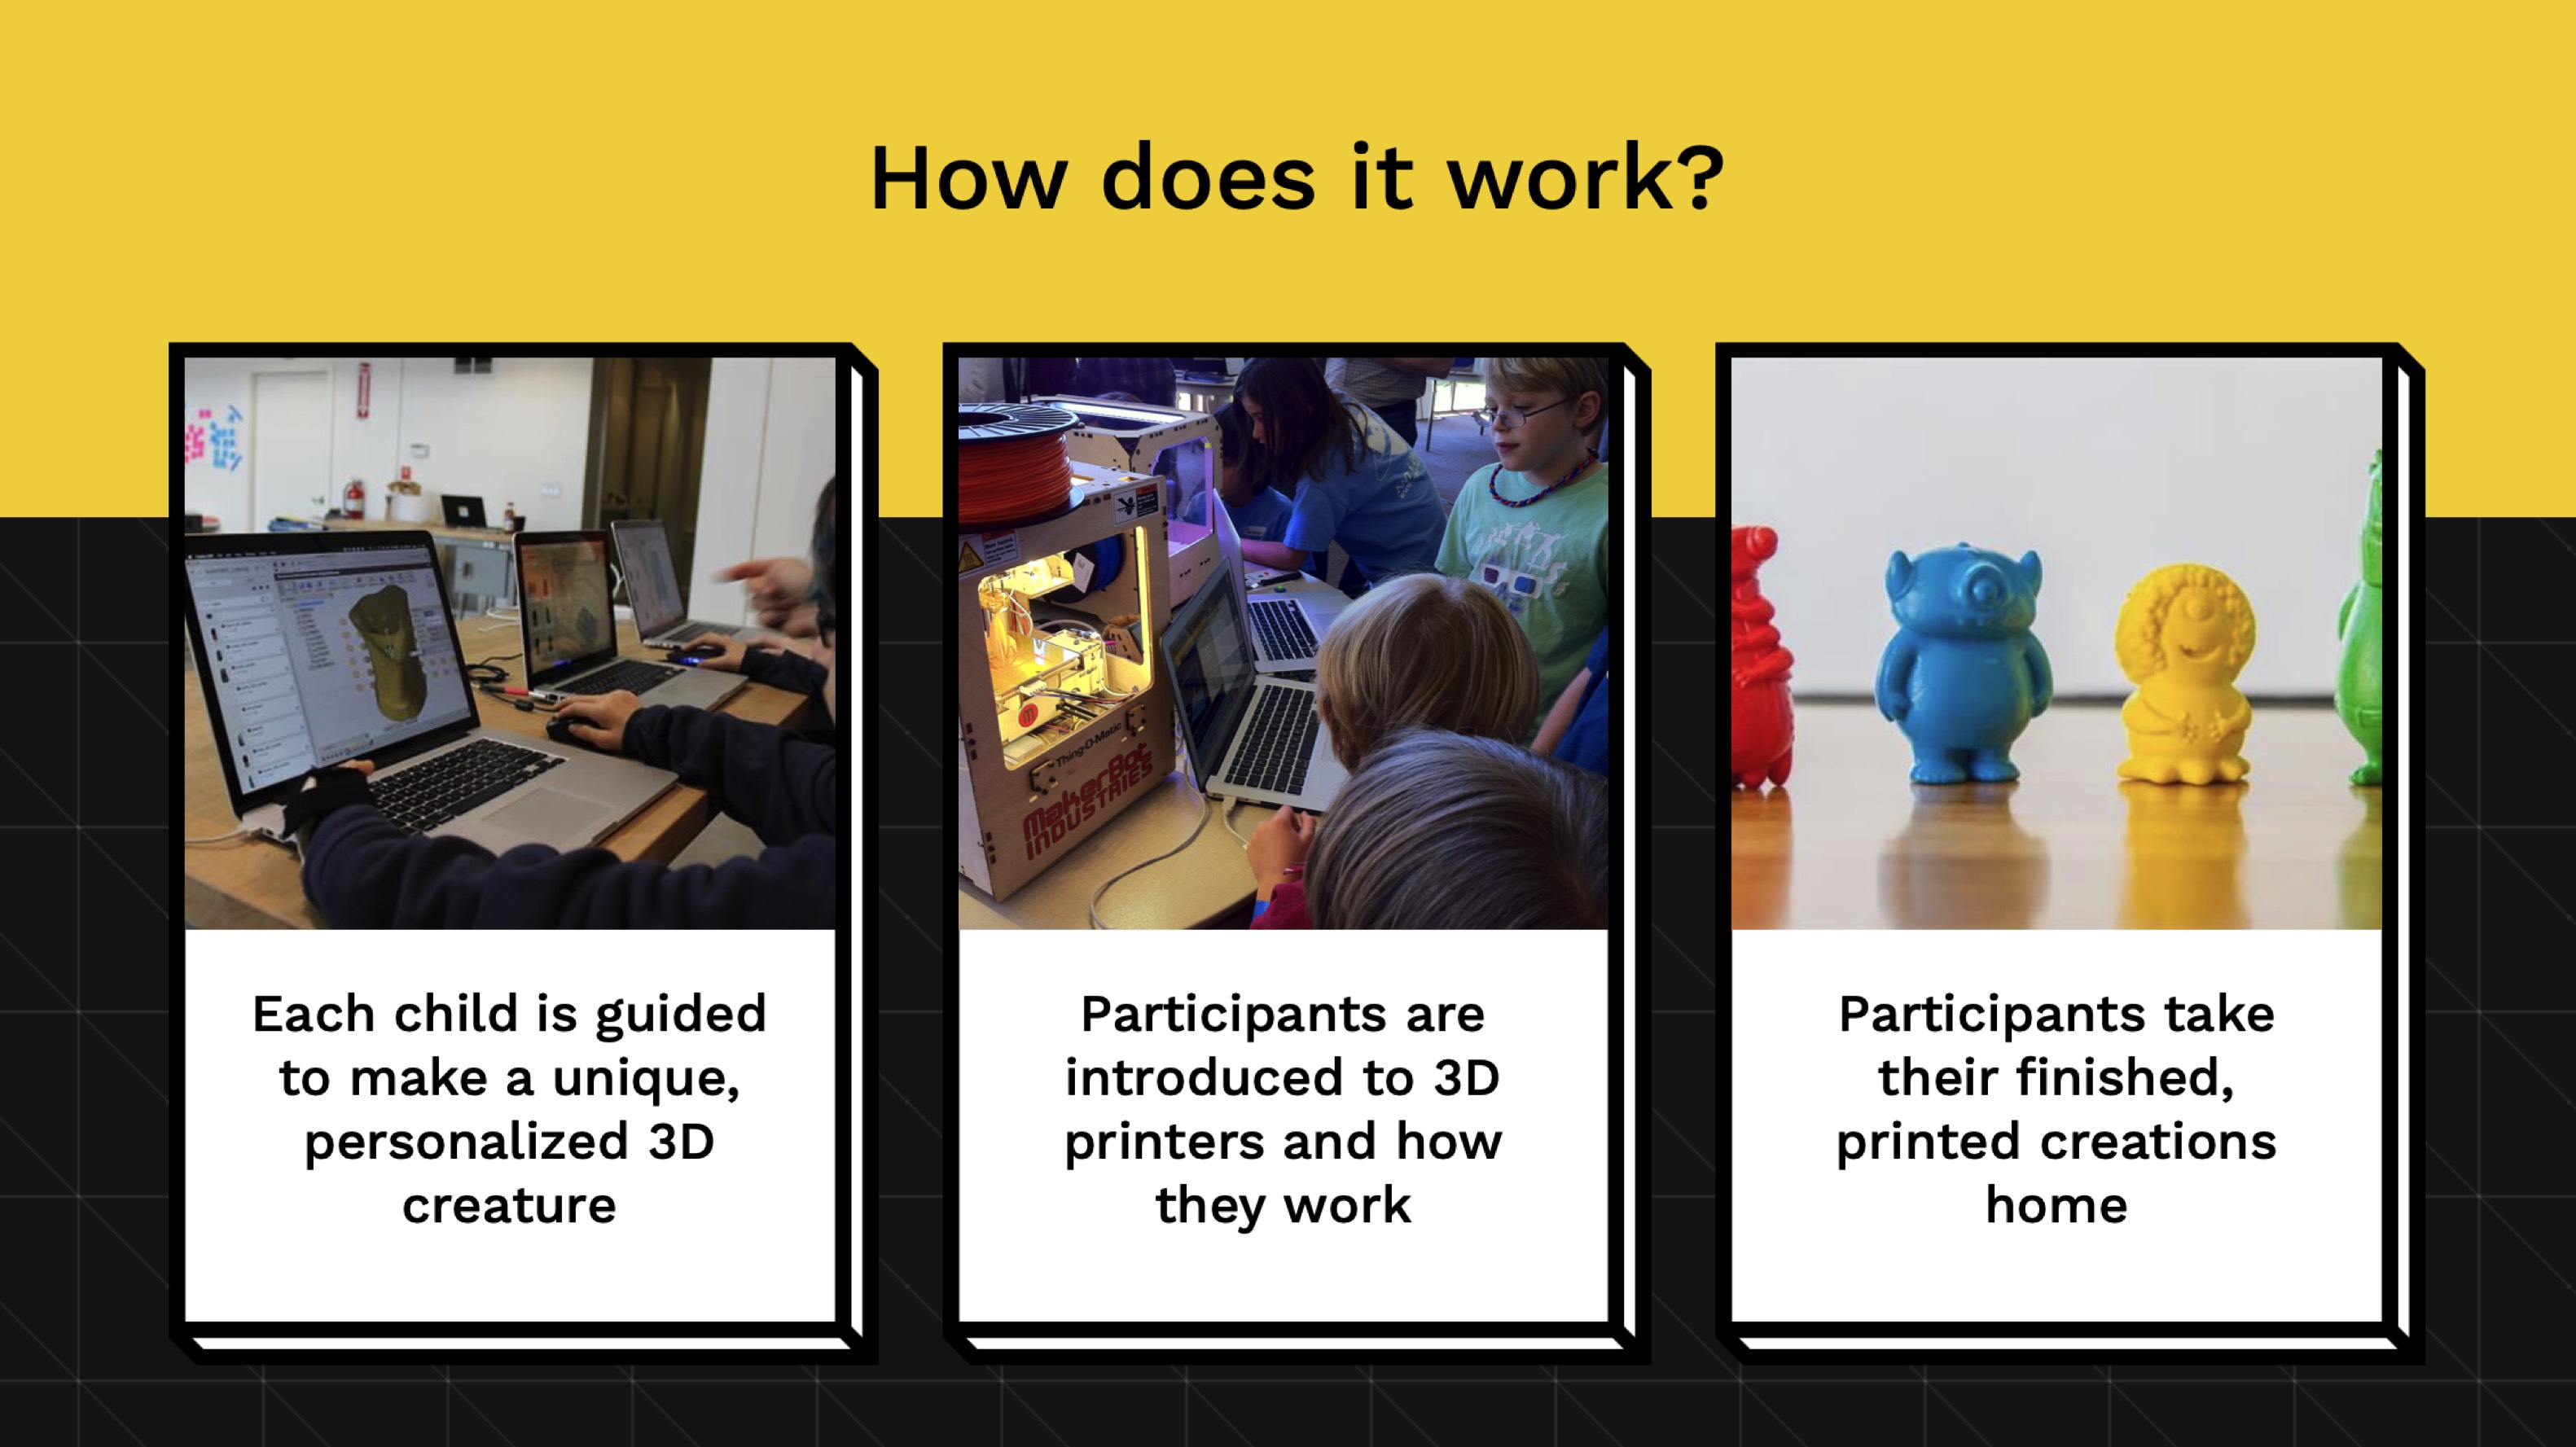 How does it work?
Thing-O-Matic
MakerBot
INDUSTRIES
Each child is guided
to make a unique,
personalized 3D
creature
Participants are
introduced to 3D
printers and how
they work
Participants take
their finished,
printed creations
home